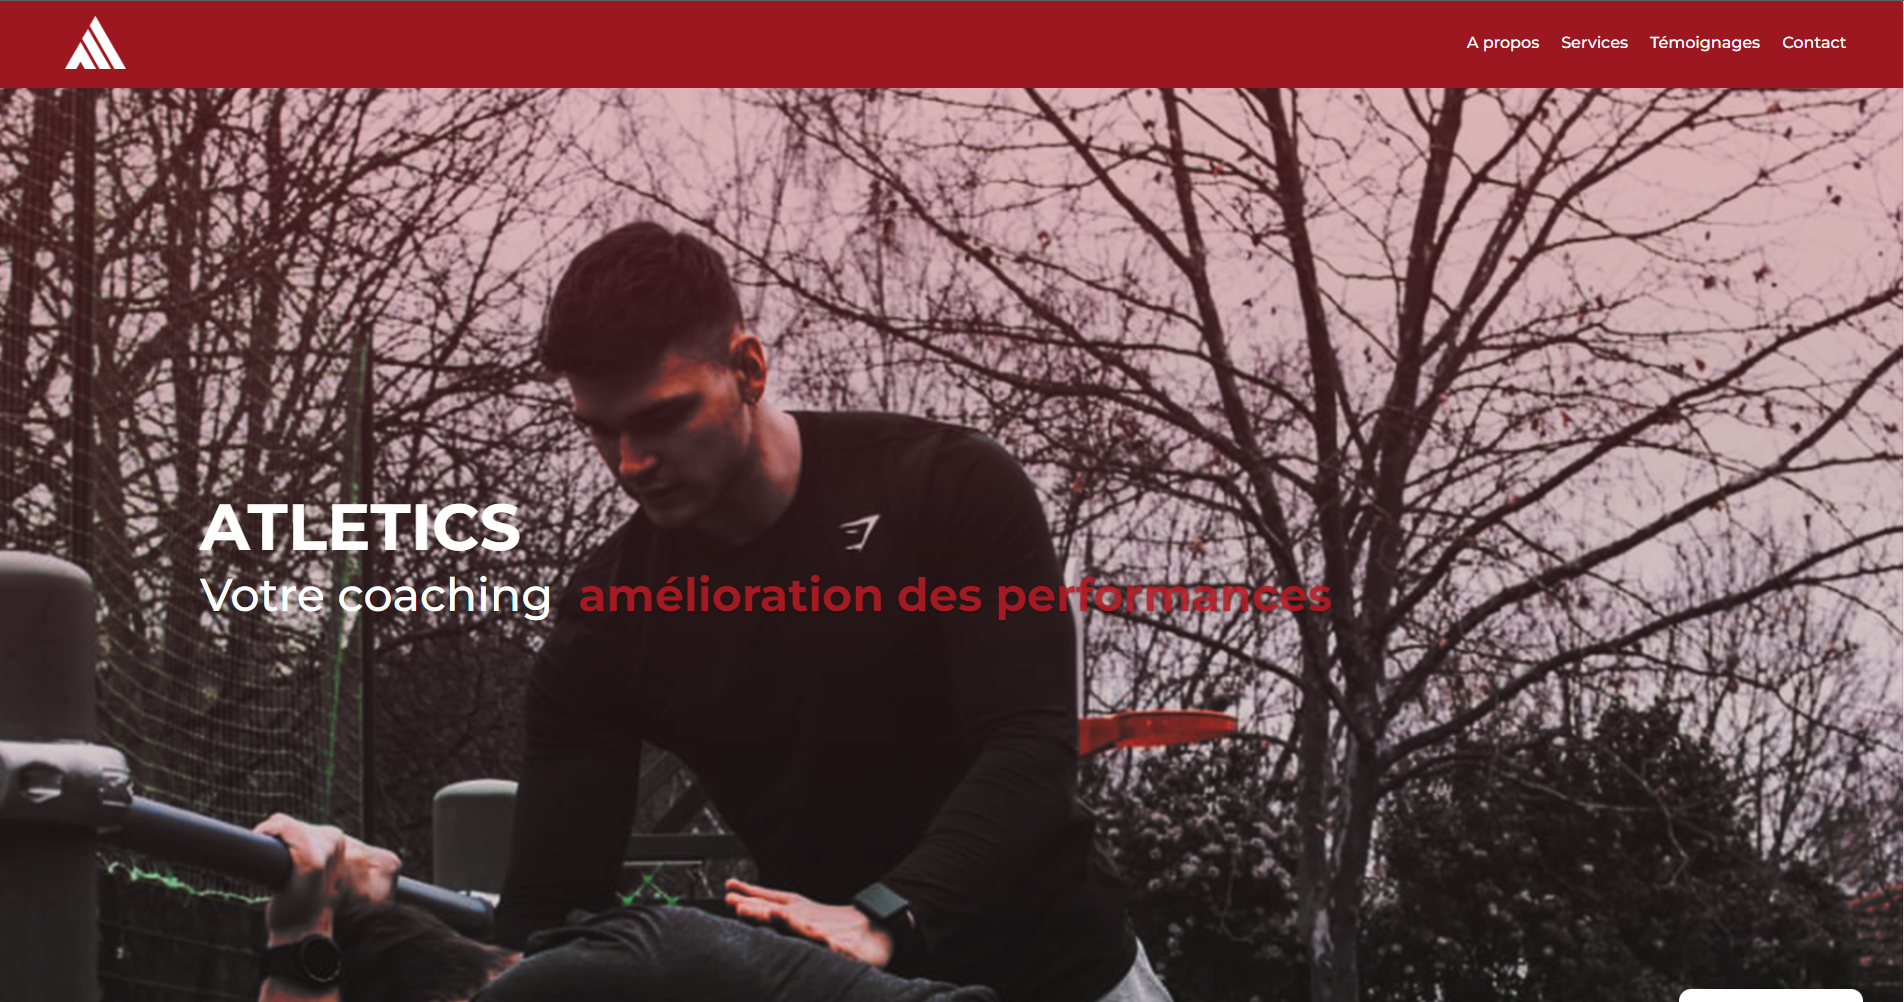 A propos Services Témoignages Contact
ATLETICS
Votre coaching amélioration des performances